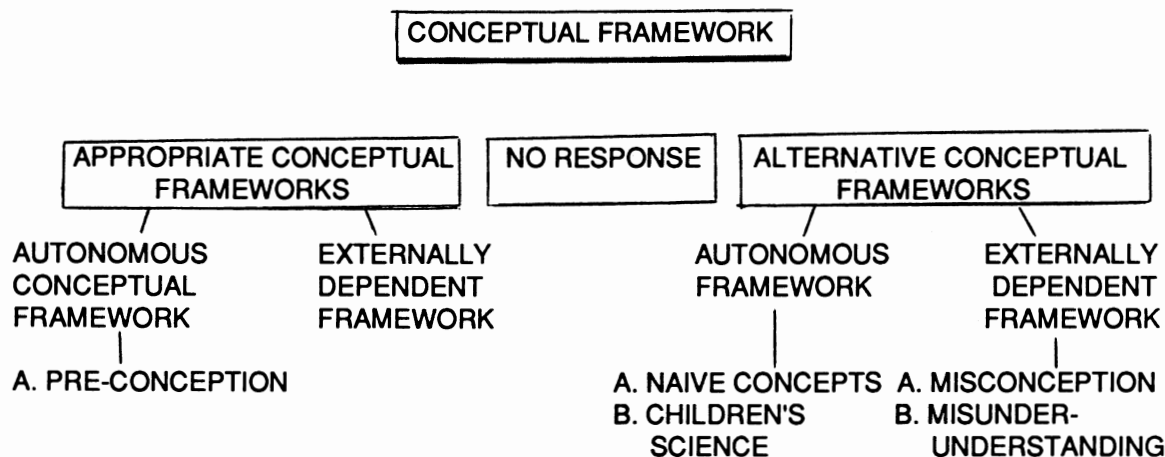 CONCEPTUAL FRAMEWORK
APPROPRIATE CONCEPTUAL
FRAMEWORKS
NO RESPONSE
ALTERNATIVE CONCEPTUAL
FRAMEWORKS
AUTONOMOUS
CONCEPTUAL
FRAMEWORK
A. PRE-CONCEPTION
EXTERNALLY
DEPENDENT
FRAMEWORK
AUTONOMOUS
FRAMEWORK
A. NAIVE CONCEPTS
B. CHILDREN'S
SCIENCE
EXTERNALLY
DEPENDENT
FRAMEWORK
A. MISCONCEPTION
B. MISUNDER-
UNDERSTANDING